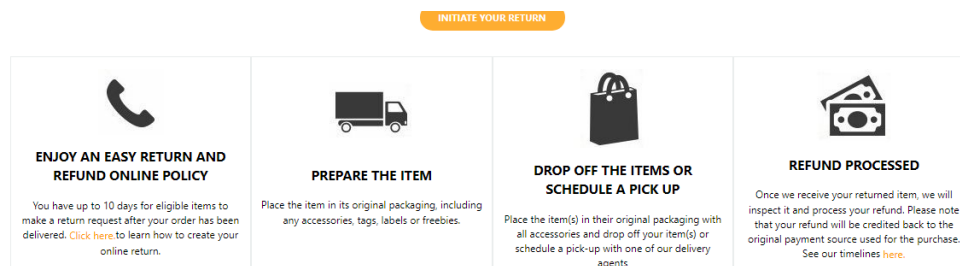 INITIATE YOUR RETURN
ENJOY AN EASY RETURN AND
REFUND ONLINE POLICY
You have up to 10 days for eligible items to
make a return request after your order has been
delivered. Click here.to learn how to create your
online return.
PREPARE THE ITEM
Place the item in its original packaging, including
any accessories, tags, labels or freebies.
DROP OFF THE ITEMS OR
SCHEDULE A PICK UP
Place the item(s) in their original packaging with
all accessories and drop off your item(s) or
schedule a pick-up with one of our delivery
agents
REFUND PROCESSED
Once we receive your returned item, we will
inspect it and process your refund. Please note
that your refund will be credited back to the
original payment source used for the purchase.
See our timelines here.